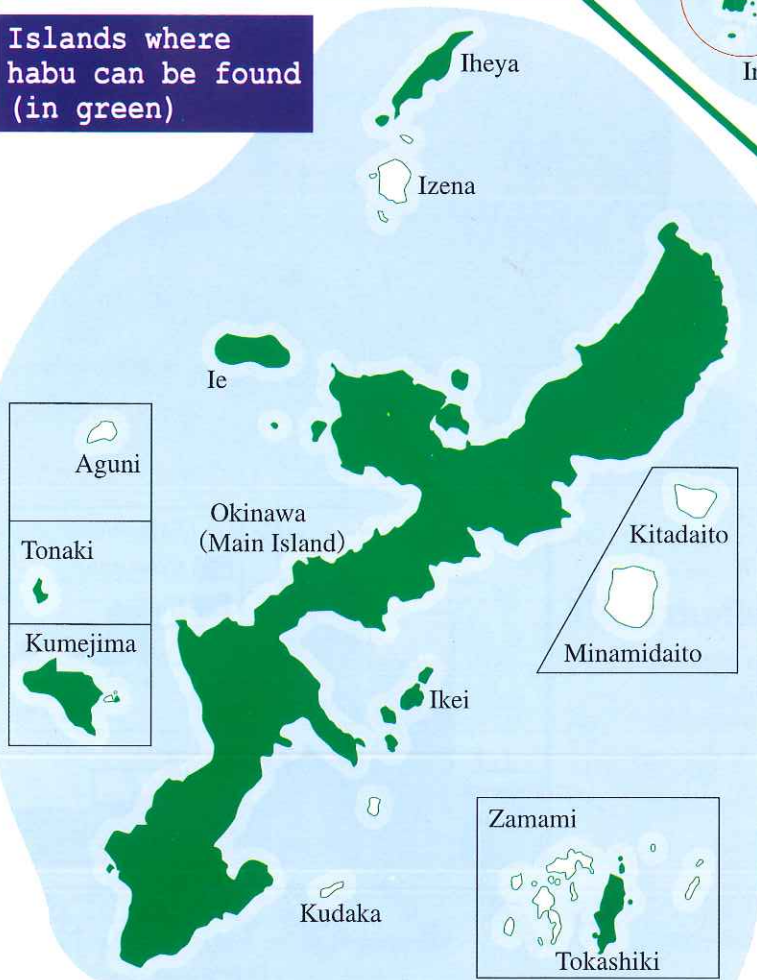 Islands where
habu can be found
(in green)
Iheya
Izena
Ie
Aguni
Okinawa
(Main Island)
Tonaki
Kitadaito
Kumejima
Minamidaito
Ikei
Zamami
Kudaka
Tokashiki